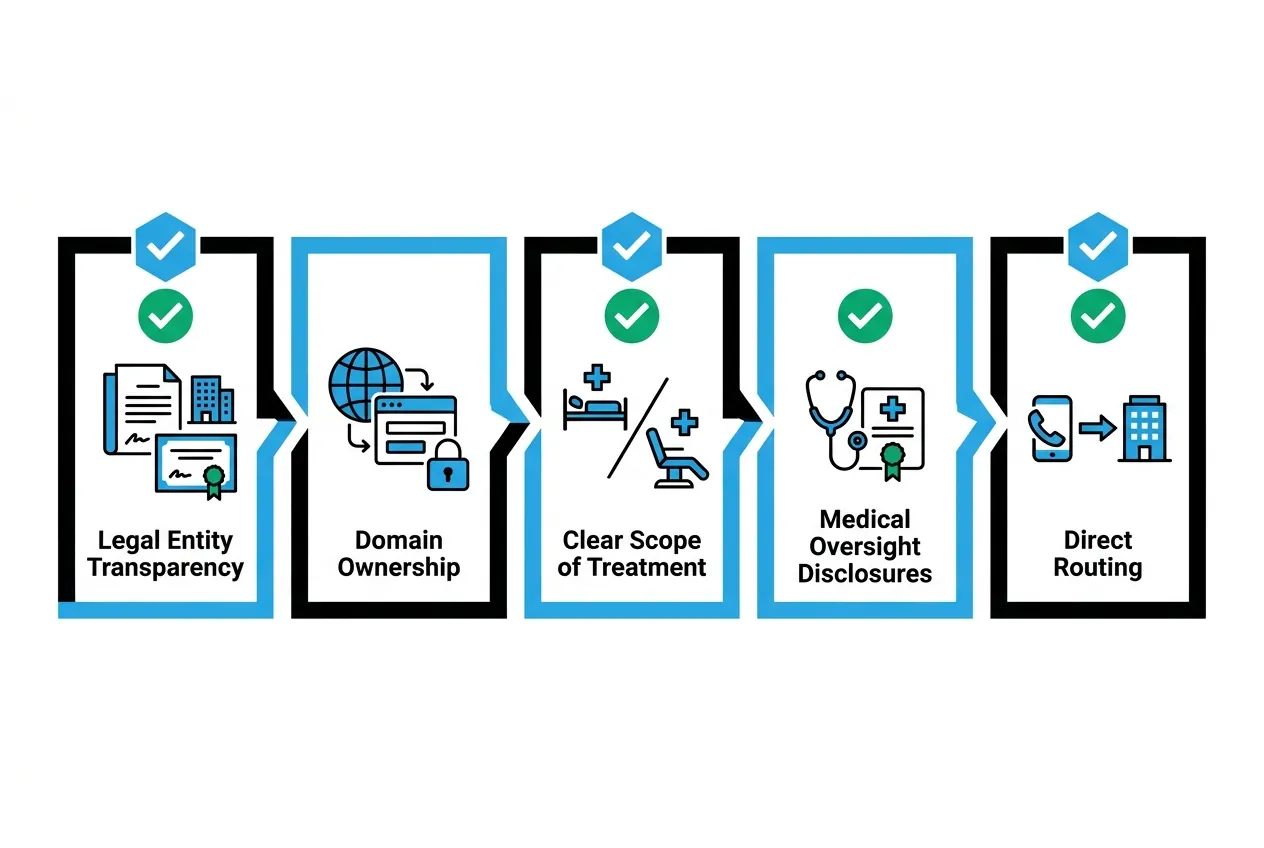 Legal Entity
Transparency
Domain
Ownership
Clear Scope
of Treatment
Medical
Oversight
Disclosures
Direct
Routing